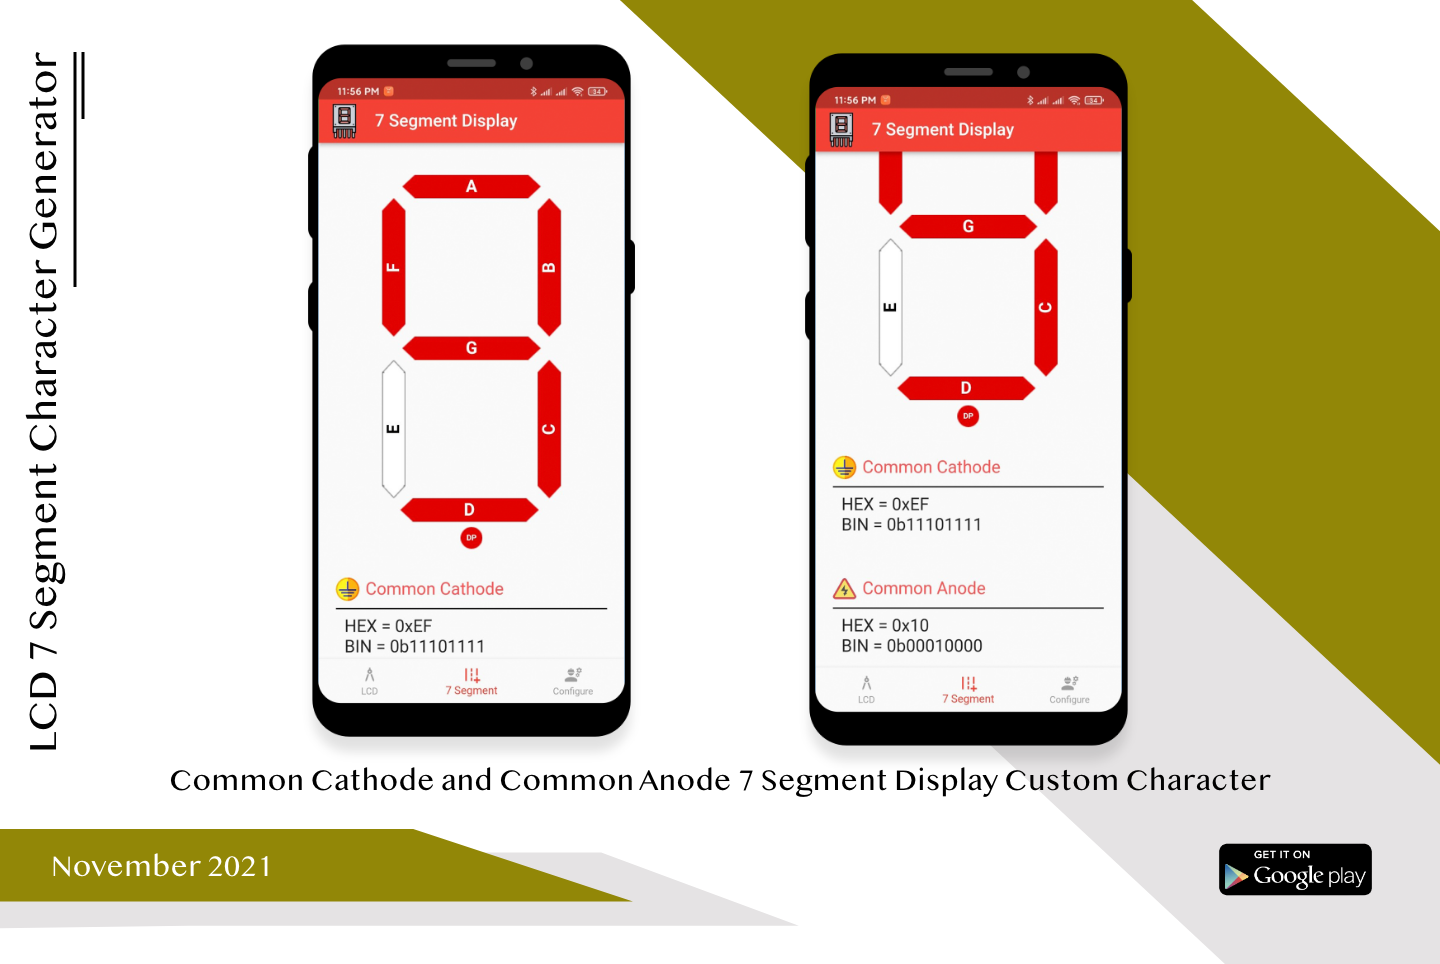 LCD 7 Segment Character Generator
11:56 PM
54
7 Segment Display
A
F
B
G
E
C
D
DP
Common Cathode
HEX = 0xEF
BIN = 0b11101111
LCD
7 Segment
Configure
11:56 PM
54
7 Segment Display
G
E
C
D
DP
Common Cathode
HEX = 0xEF
BIN = 0b11101111
Common Anode
HEX = 0x10
BIN = 0b00010000
LCD
7 Segment
Configure
Common Cathode and Common Anode 7 Segment Display Custom Character
November 2021
GET IT ON
Google play